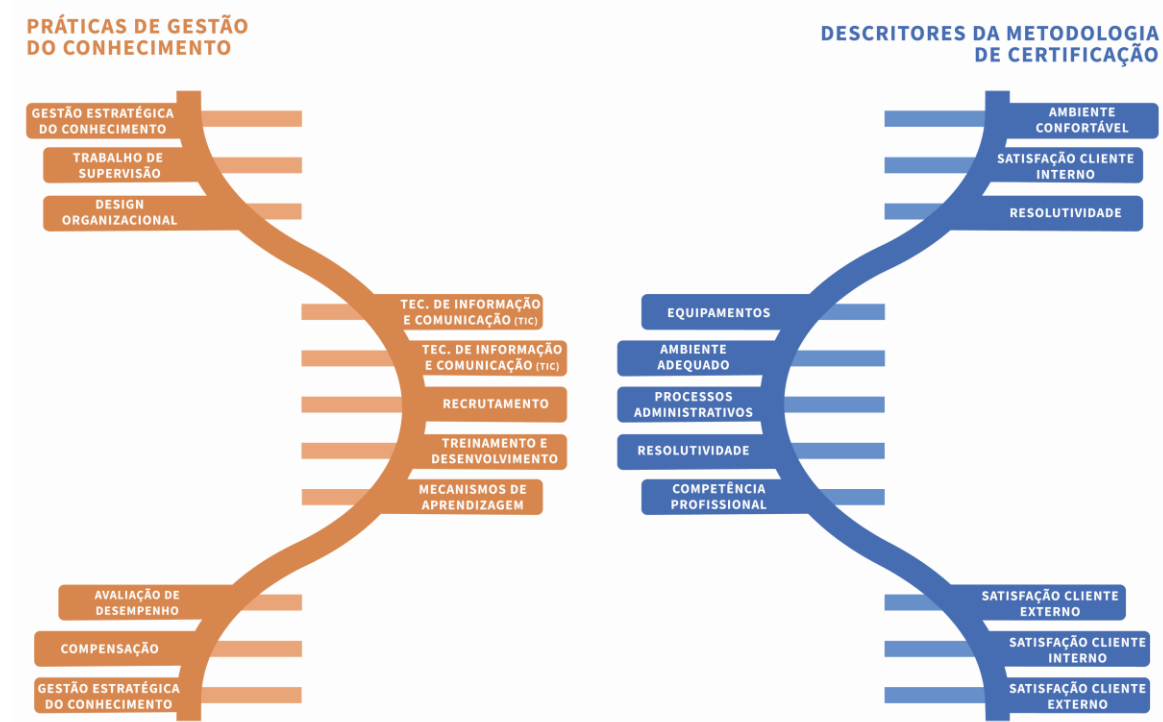 PRÁTICAS DE GESTÃO
DO CONHECIMENTO
GESTÃO ESTRATÉGICA
DO CONHECIMENTO
TRABALHO DE
SUPERVISÃO
DESIGN
ORGANIZACIONAL
TEC. DE INFORMAÇÃO
E COMUNICAÇÃO (TIC)
TEC. DE INFORMAÇÃO
E COMUNICAÇÃO (TIC)
RECRUTAMENTO
TREINAMENTO E
DESENVOLVIMENTO
MECANISMOS DE
APRENDIZAGEM
AVALIAÇÃO DE
DESEMPENHO
COMPENSAÇÃO
GESTÃO ESTRATÉGICA
DO CONHECIMENTO
DESCRITORES DA METODOLOGIA
DE CERTIFICAÇÃO
AMBIENTE
CONFORTÁVEL
SATISFAÇÃO CLIENTE
INTERNO
RESOLUTIVIDADE
EQUIPAMENTOS
AMBIENTE
ADEQUADO
PROCESSOS
ADMINISTRATIVOS
RESOLUTIVIDADE
COMPETÊNCIA
PROFISSIONAL
SATISFAÇÃO CLIENTE
EXTERNO
SATISFAÇÃO CLIENTE
INTERNO
SATISFAÇÃO CLIENTE
EXTERNO